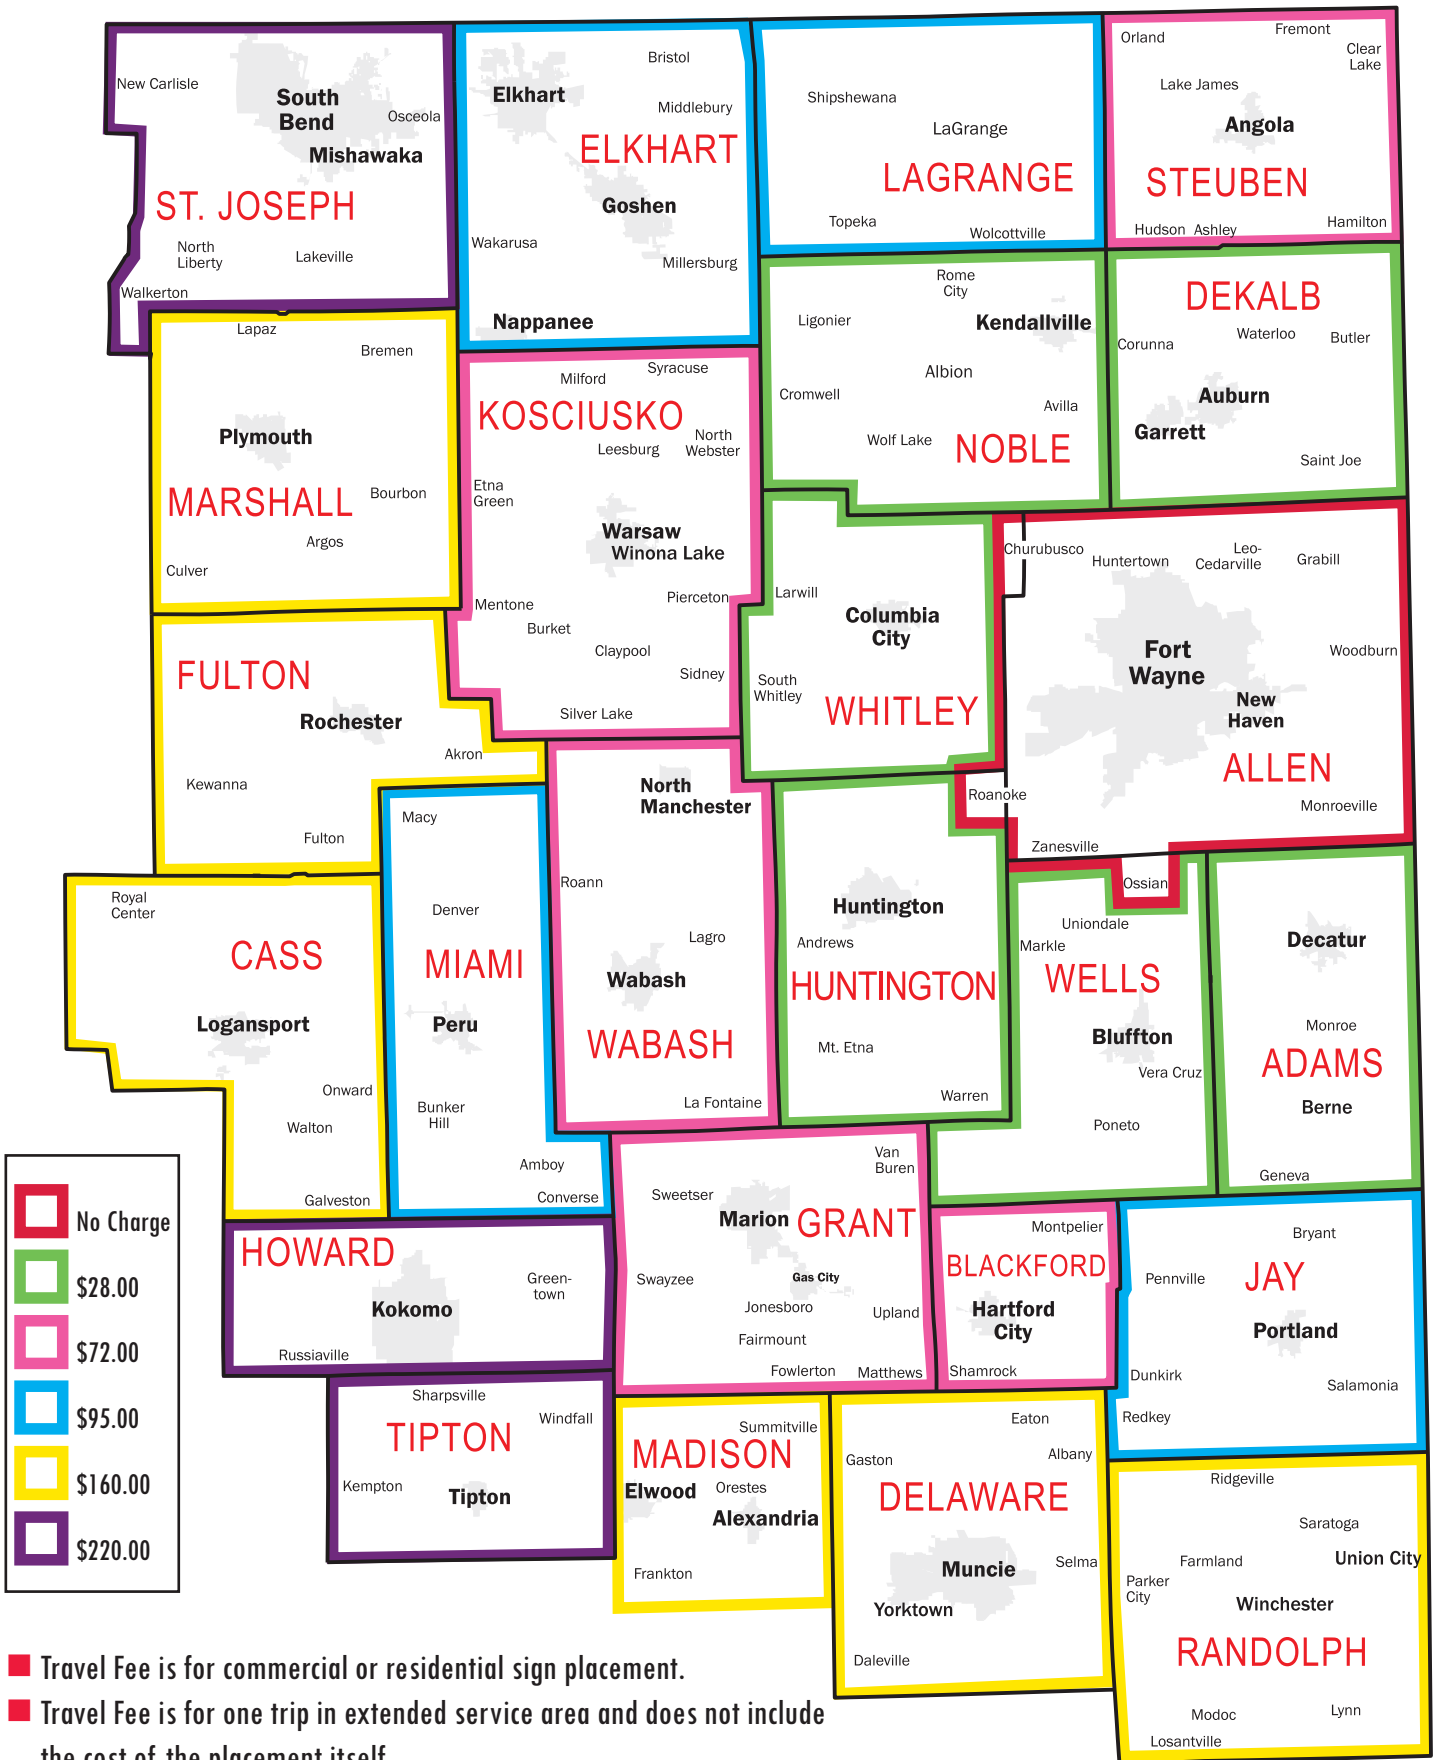 New Carlisle
South
Bend
Osceola
Mishawaka
ST. JOSEPH
North
Liberty
Lakeville
Walkerton
Bristol
Elkhart
Middlebury
ELKHART
Goshen
Wakarusa
Millersburg
Nappanee
Shipshewana
LaGrange
LAGRANGE
Topeka
Wolcottville
Orland
Fremont
Clear
Lake
Lake James
Angola
STEUBEN
Hudson
Ashley
Hamilton
Lapaz
Bremen
Plymouth
MARSHALL
Bourbon
Argos
Culver
Syracuse
Milford
KOSCIUSKO
North
Webster
Leesburg
Etna
Green
Warsaw
Winona Lake
Pierceton
Mentone
Burket
Claypool
Sidney
Silver Lake
Rome
City
Ligonier
Kendallville
Albion
Cromwell
Avilla
Wolf Lake
NOBLE
DEKALB
Waterloo
Butler
Corunna
Auburn
Garrett
Saint Joe
Larwill
Columbia
City
South
Whitley
WHITLEY
Churubusco
Huntertown
Leo-
Cedarville
Grabill
Fort
Wayne
Woodburn
New
Haven
ALLEN
Roanoke
Monroeville
Zanesville
Ossian
FULTON
Rochester
Akron
Kewanna
Fulton
North
Manchester
Roann
Lagro
Wabash
WABASH
La Fontaine
Macy
Denver
MIAMI
Peru
Bunker
Hill
Amboy
Converse
Royal
Center
CASS
Logansport
Onward
Walton
Galveston
Huntington
Andrews
HUNTINGTON
Mt. Etna
Warren
Uniondale
Markle
WELLS
Bluffton
Vera Cruz
Poneto
Decatur
Monroe
ADAMS
Berne
Geneva
HOWARD
Green-
town
Kokomo
Russiaville
Van
Buren
Sweetser
Marion
GRANT
Swayzee
Gas City
Jonesboro
Upland
Fairmount
Fowlerton
Matthews
Montpelier
BLACKFORD
Hartford
City
Shamrock
Bryant
Pennville
JAY
Portland
Dunkirk
Salamonia
Redkey
Sharpsville
Windfall
TIPTON
Kempton
Tipton
Summitville
MADISON
Elwood
Orestes
Alexandria
Frankton
Eaton
Gaston
Albany
DELAWARE
Muncie
Selma
Yorktown
Daleville
Ridgeville
Saratoga
Farmland
Union City
Parker
City
Winchester
RANDOLPH
Modoc
Lynn
Losantville
No Charge
$28.00
$72.00
$95.00
$160.00
$220.00
Travel Fee is for commercial or residential sign placement.
Travel Fee is for one trip in extended service area and does not include
the cost of the placement itself